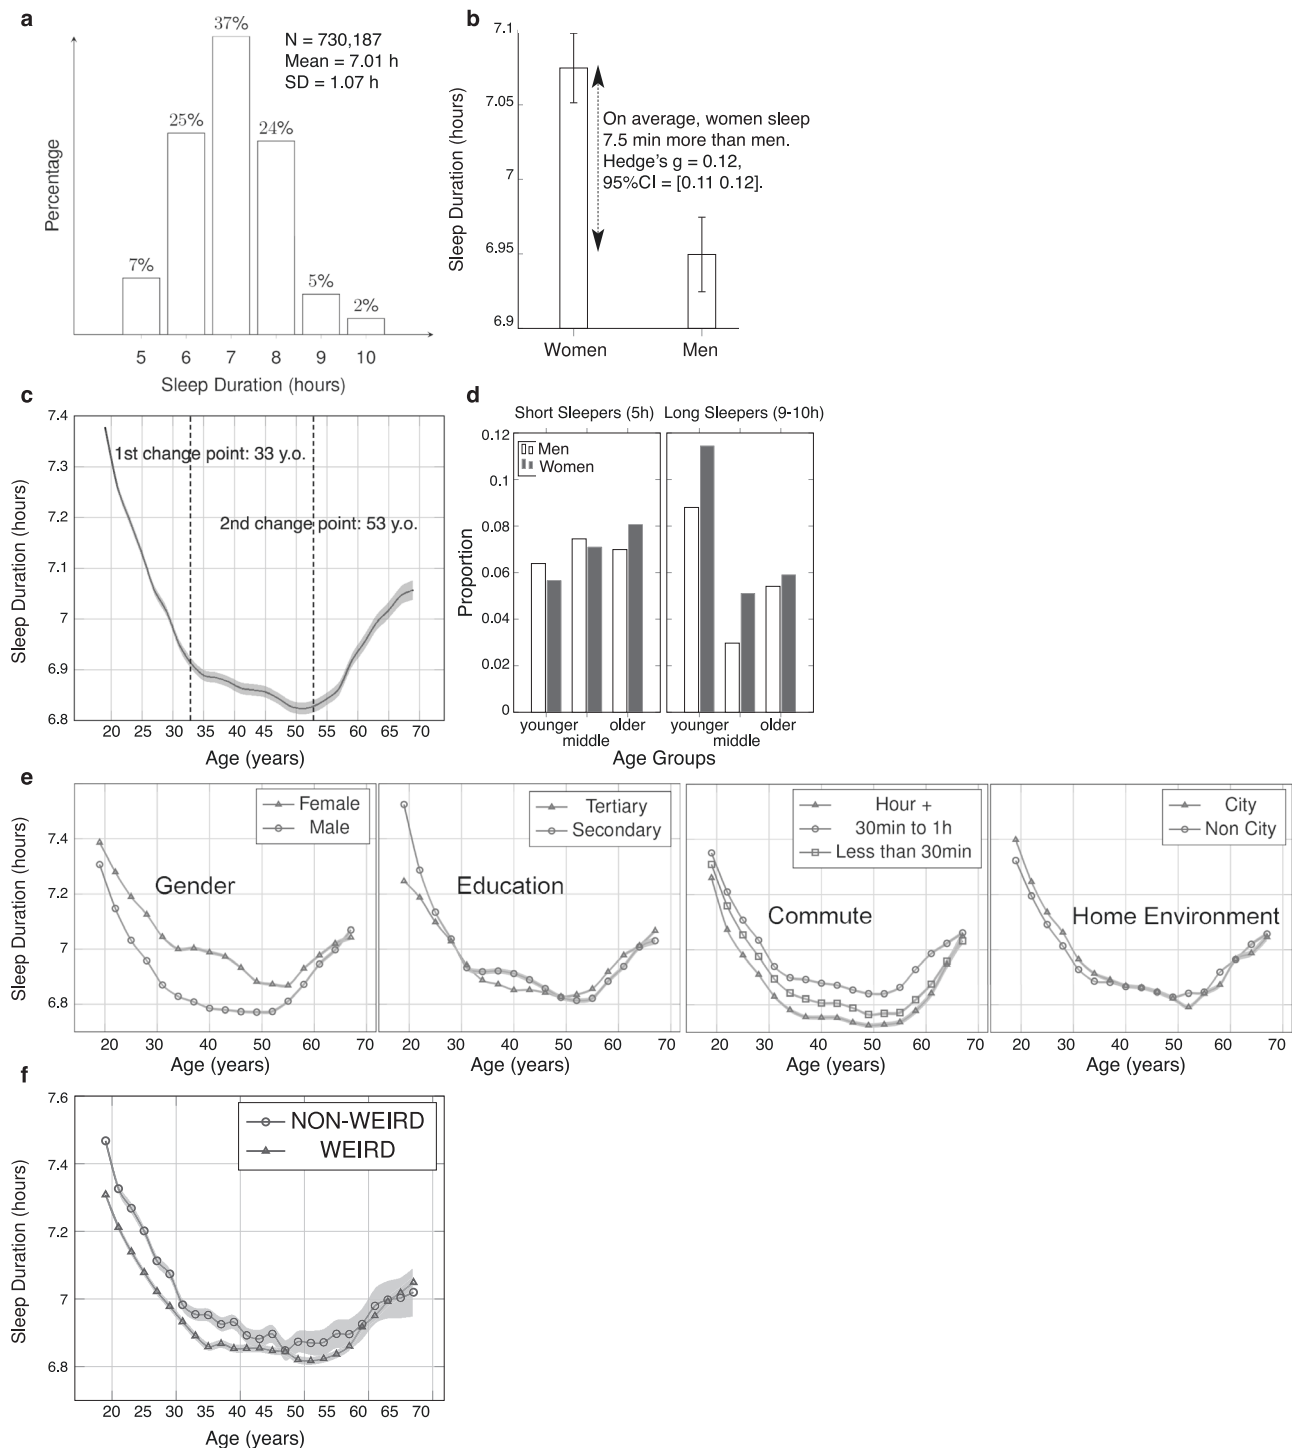 a
37%
N = 730,187
Mean = 7.01 h
SD = 1.07 h
25%
24%
7%
5%
2%
Percentage
5 6 7 8 9 10
Sleep Duration (hours)
b
7.1
7.05
7
6.95
6.9
Sleep Duration (hours)
On average, women sleep
7.5 min more than men.
Hedge's g = 0.12,
95%CI = [0.11 0.12].
Women Men
c
7.4
7.3
7.2
7.1
7
6.9
6.8
Sleep Duration (hours)
1st change point: 33 y.o.
2nd change point: 53 y.o.
20 25 30 35 40 45 50 55 60 65 70
Age (years)
d
Short Sleepers (5h) Long Sleepers (9-10h)
0.12
0.1
0.08
0.06
0.04
0.02
0
Proportion
Men
Women
younger older younger older
middle middle
Age Groups
e
7.4
7.2
7
6.8
Sleep Duration (hours)
Female
Male
Gender
20 30 40 50 60 70
Age (years)
Tertiary
Secondary
Education
20 30 40 50 60 70
Age (years)
Hour +
30min to 1h
Less than 30min
Commute
20 30 40 50 60 70
Age (years)
City
Non City
Home Environment
20 30 40 50 60 70
Age (years)
f
7.6
7.4
7.2
7
6.8
Sleep Duration (hours)
NON-WEIRD
WEIRD
20 30 35 40 45 50 55 60 65 70
Age (years)